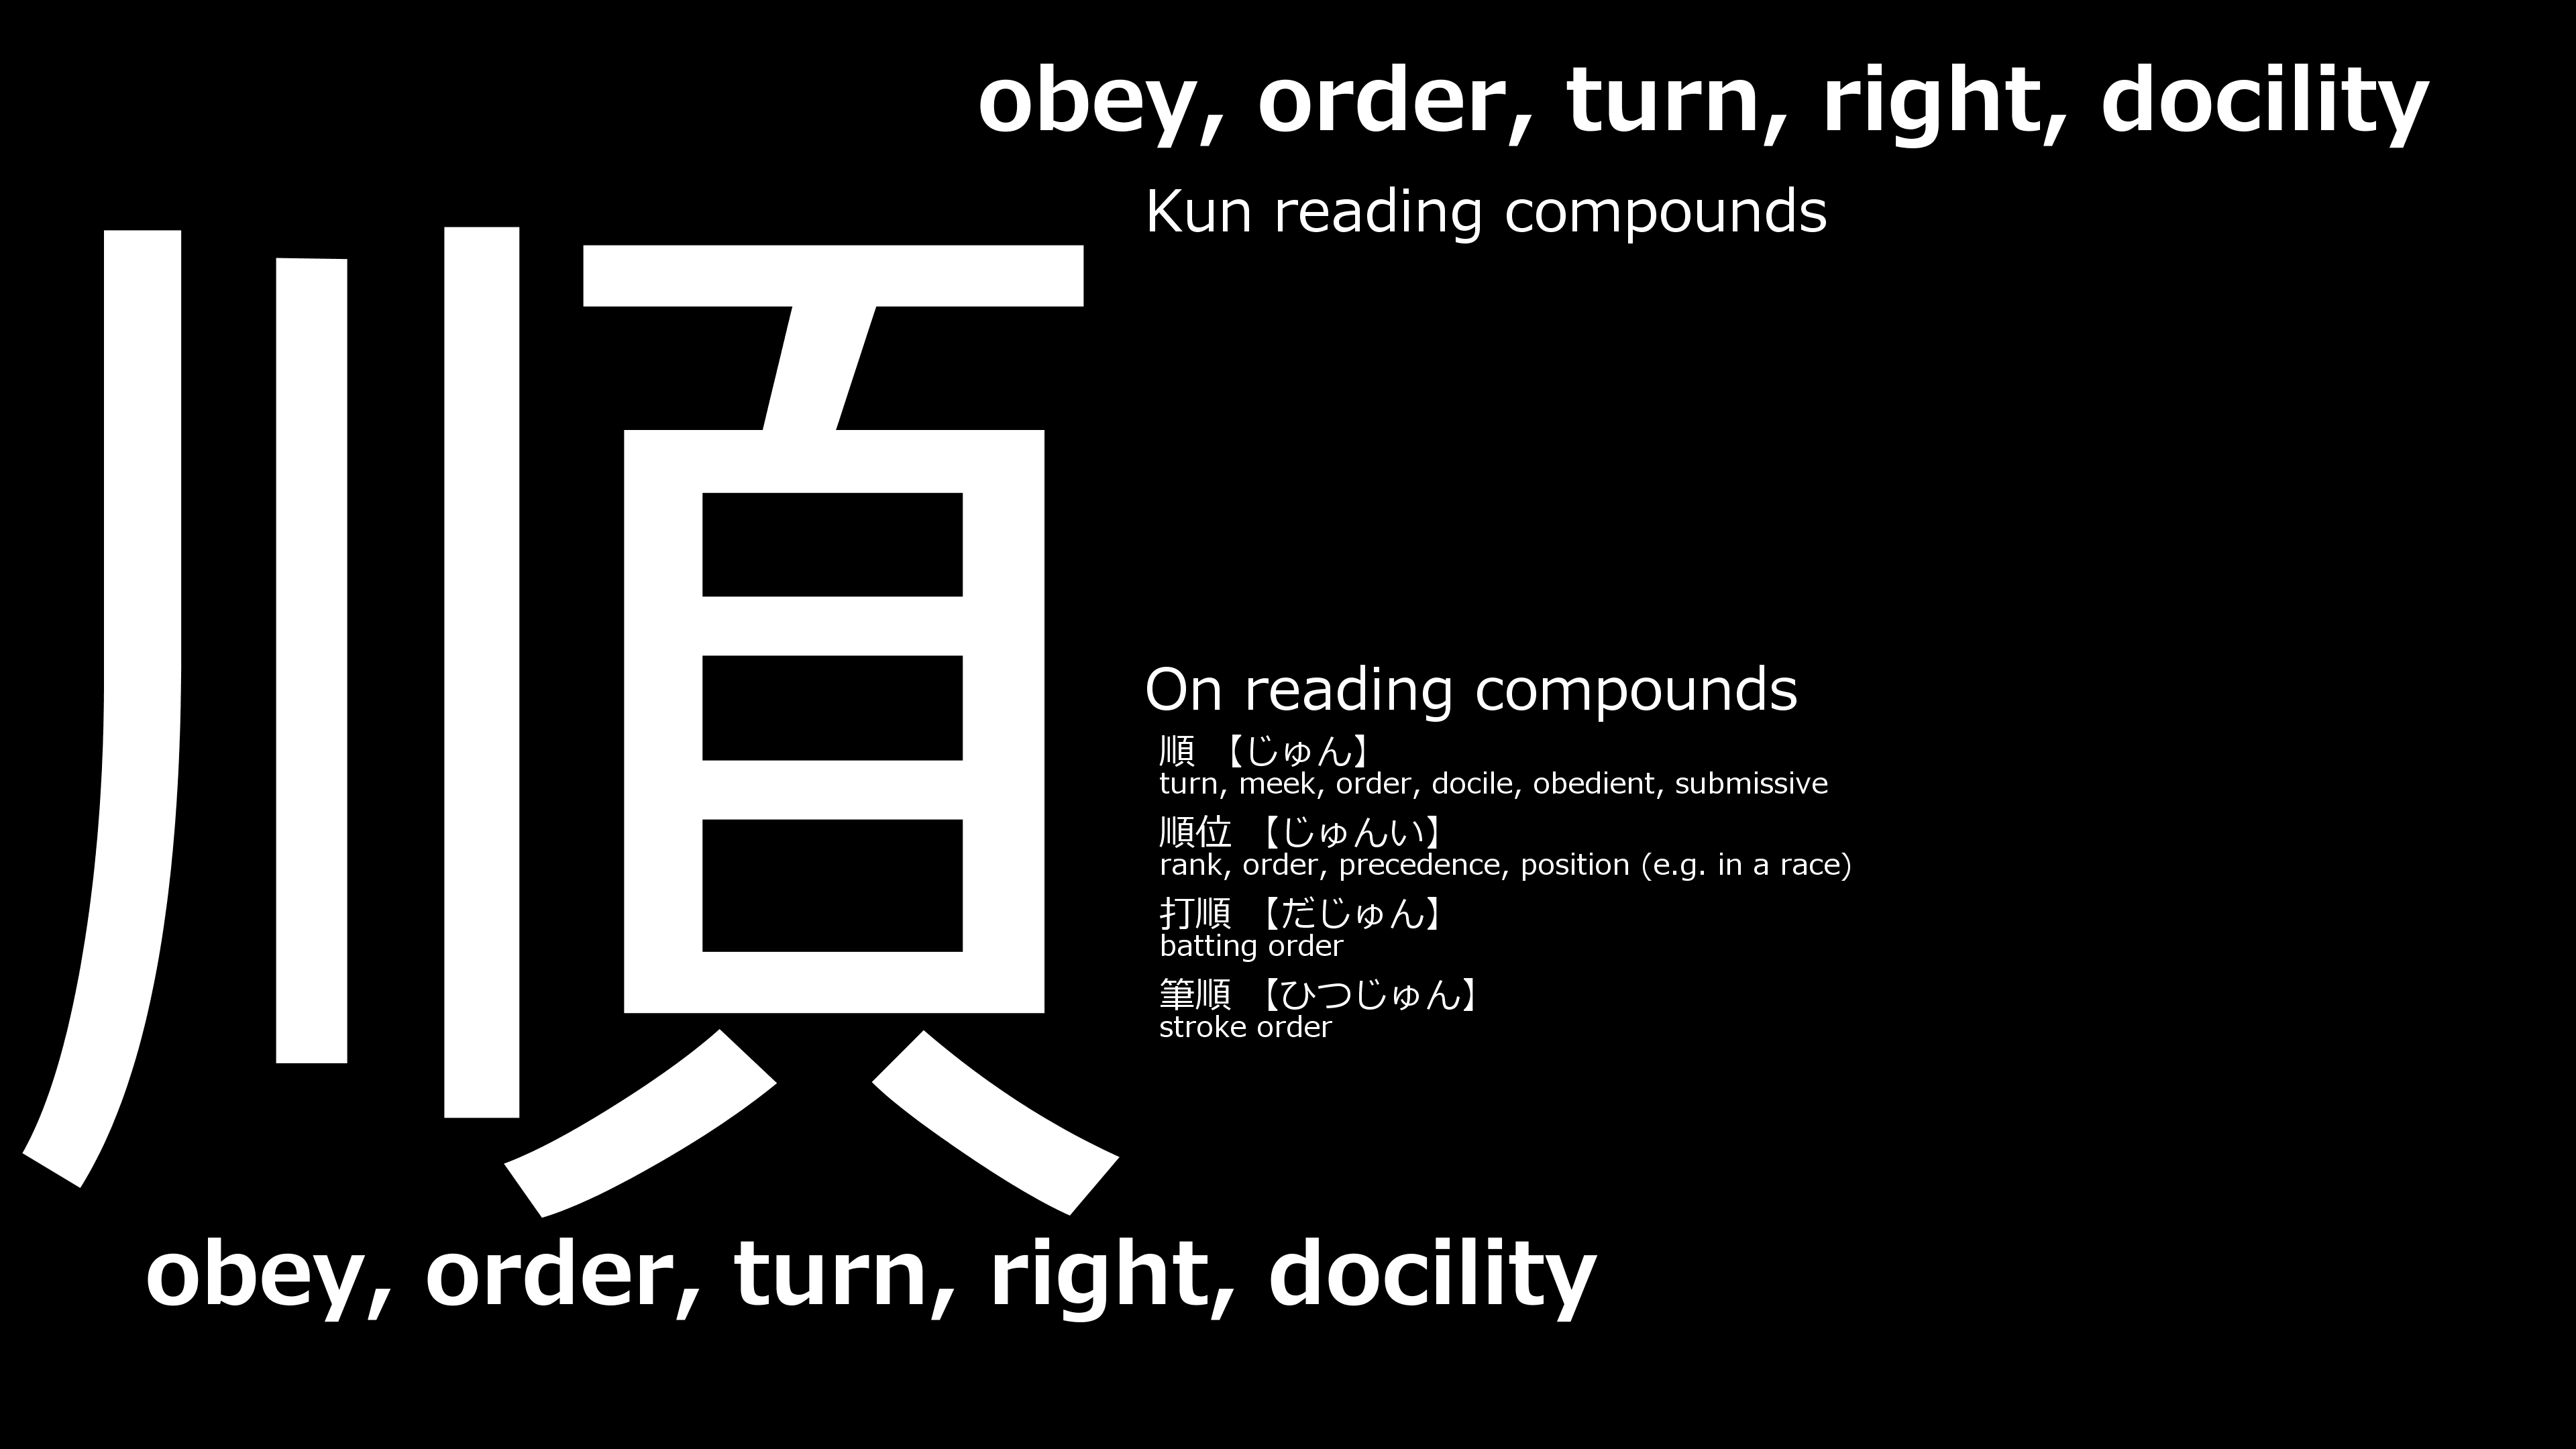 obey, order, turn, right, docility
Kun reading compounds
順
On reading compounds
順 【じゅん】
turn, meek, order, docile, obedient, submissive
順位 【じゅんい】
rank, order, precedence, position (e.g. in a race)
打順 【だじゅん】
batting order
筆順 【ひつじゅん】
stroke order
obey, order, turn, right, docility